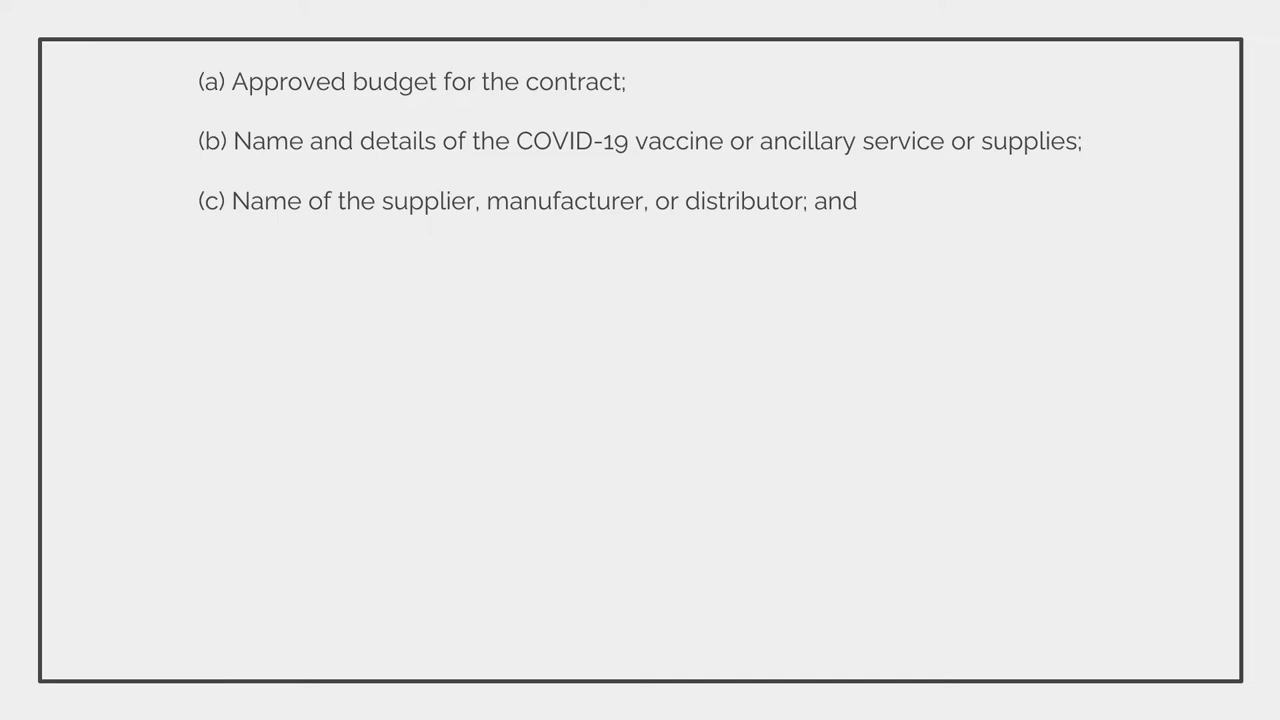 (a) Approved budget for the contract;
(b) Name and details of the COVID-19 vaccine or ancillary service or supplies;
(c) Name of the supplier, manufacturer, or distributor; and